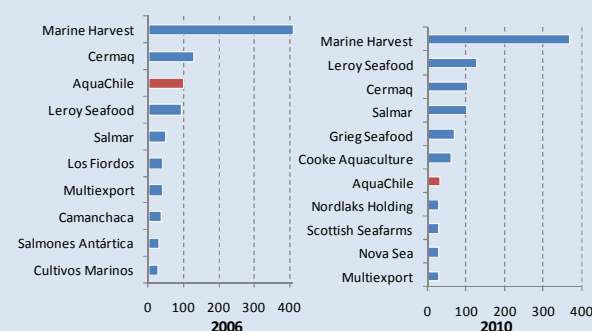 Marine Harvest
Cermaq
AquaChile
Leroy Seafood
Salmar
Los Fiordos
Multiexport
Camanchaca
Salmones Antártica
Cultivos Marinos
0 100 200 300 400
2006
Marine Harvest
Leroy Seafood
Cermaq
Salmar
Grieg Seafood
Cooke Aquaculture
AquaChile
Nordlaks Holding
Scottish Seafarms
Nova Sea
Multiexport
0 100 200 300 400
2010